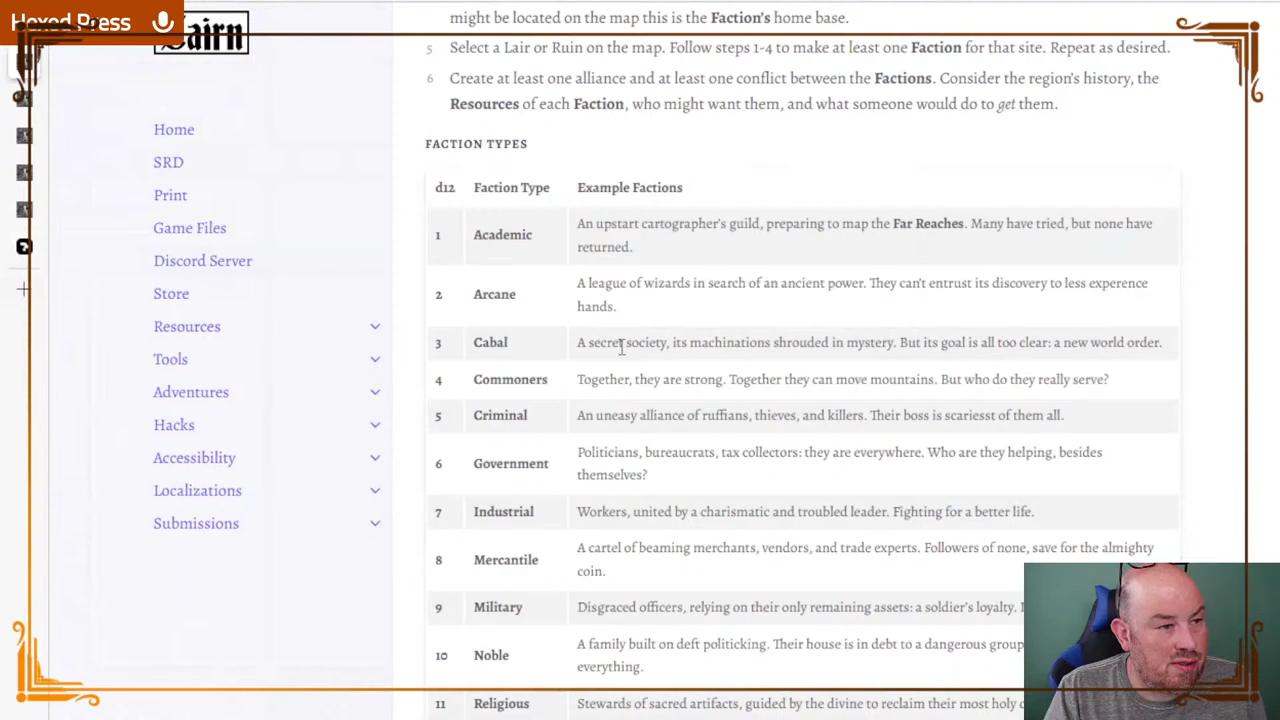 Hexed Press
Cairn
Home
SRD
Print
Game Files
Discord Server
Store
Resources
Tools
Adventures
Hacks
Accessibility
Localizations
Submissions
might be located on the map this is the Faction's home base.
5 Select a Lair or Ruin on the map. Follow steps 1-4 to make at least one Faction for that site. Repeat as desired.
6 Create at least one alliance and at least one conflict between the Factions. Consider the region's history, the
Resources of each Faction, who might want them, and what someone would do to get them.
FACTION TYPES
d12 Faction Type Example Factions
1 Academic An upstart cartographer's guild, preparing to map the Far Reaches. Many have tried, but none have
returned.
2 Arcane A league of wizards in search of an ancient power. They can't entrust its discovery to less experence
hands.
3 Cabal A secret society, its machinations shrouded in mystery. But its goal is all too clear: a new world order.
4 Commoners Together, they are strong. Together they can move mountains. But who do they really serve?
5 Criminal An uneasy alliance of ruffians, thieves, and killers. Their boss is scariesst of them all.
6 Government Politicians, bureaucrats, tax collectors: they are everywhere. Who are they helping, besides
themselves?
7 Industrial Workers, united by a charismatic and troubled leader. Fighting for a better life.
8 Mercantile A cartel of beaming merchants, vendors, and trade experts. Followers of none, save for the almighty
coin.
9 Military Disgraced officers, relying on their only remaining assets: a soldier's loyalty.
10 Noble A family built on deft politicking. Their house is in debt to a dangerous group
everything.
11 Religious Stewards of sacred artifacts, guided by the divine to reclaim their most holy